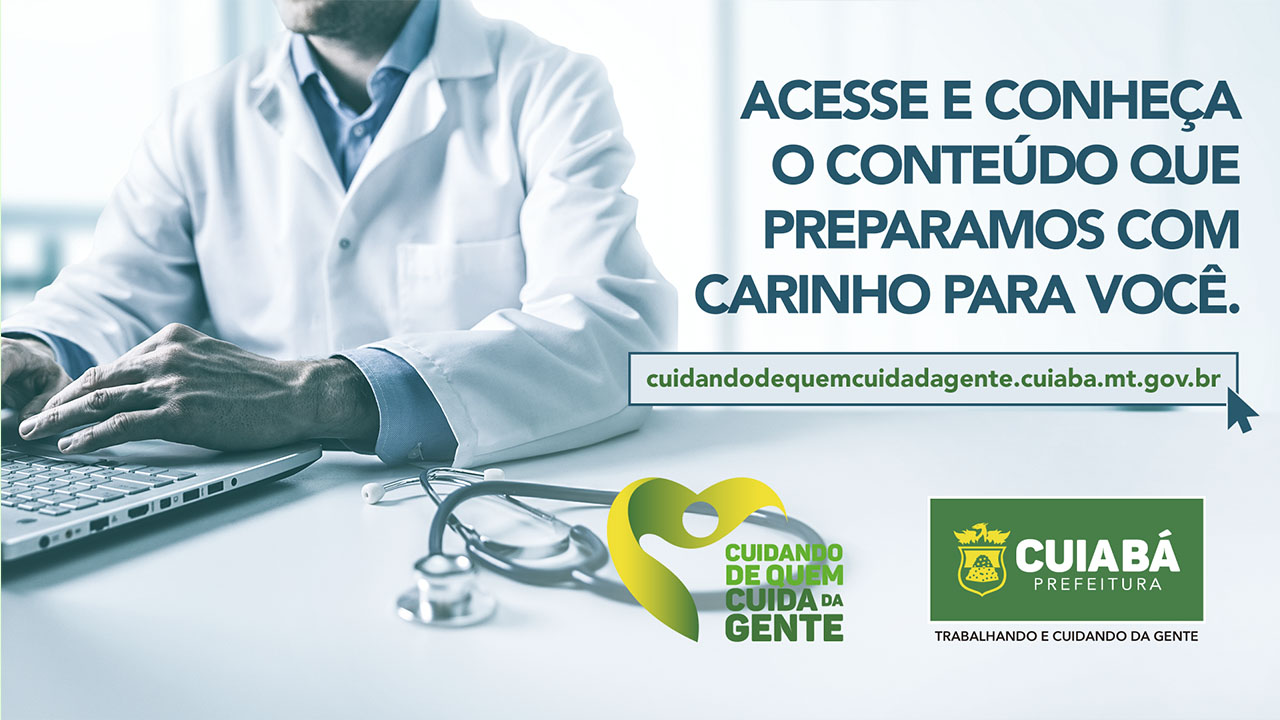 ACESSE E CONHEÇA
O CONTEÚDO QUE
PREPARAMOS COM
CARINHO PARA VOCÊ.
cuidandodequemcuidadagente.cuiaba.mt.gov.br
CUIDANDO
DE QUEM
CUIDA DA
GENTE
CUIABÁ
PREFEITURA
TRABALHANDO E CUIDANDO DA GENTE